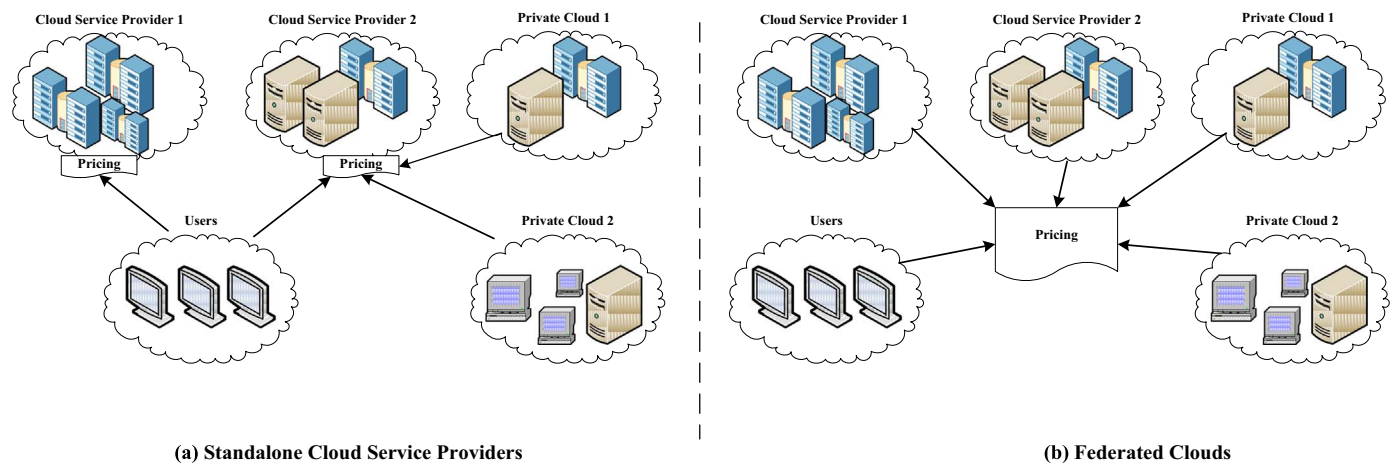 Cloud Service Provider 1
Cloud Service Provider 2
Private Cloud 1
Pricing
Pricing
Users
Private Cloud 2
(a) Standalone Cloud Service Providers
Cloud Service Provider 1
Cloud Service Provider 2
Private Cloud 1
Users
Pricing
Private Cloud 2
(b) Federated Clouds